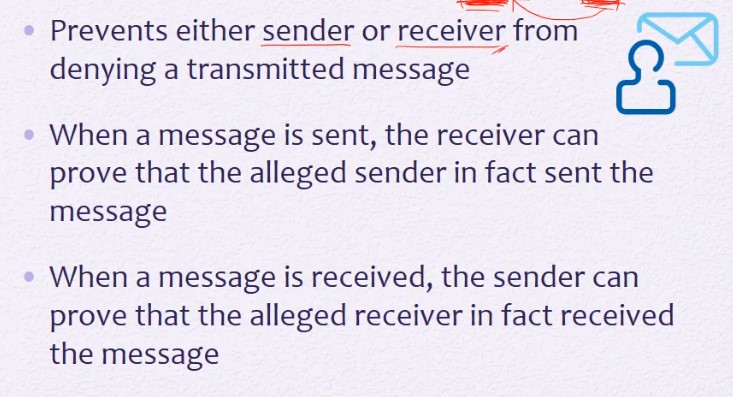 • Prevents either sender or receiver from
denying a transmitted message
• When a message is sent, the receiver can
prove that the alleged sender in fact sent the
message
• When a message is received, the sender can
prove that the alleged receiver in fact received
the message